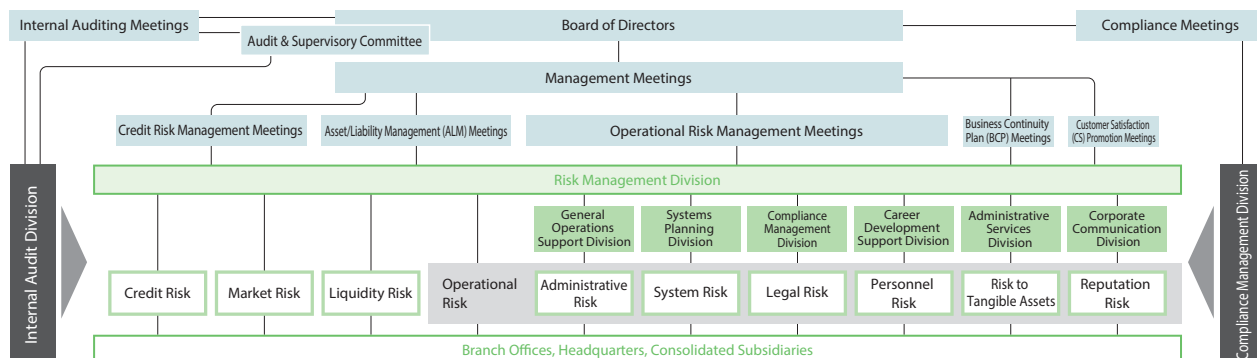 Internal Auditing Meetings
Board of Directors
Compliance Meetings
Audit & Supervisory Committee
Management Meetings
Credit Risk Management Meetings
Asset/Liability Management (ALM) Meetings
Operational Risk Management Meetings
Business Continuity
Plan (BCP) Meetings
Customer Satisfaction
(CS) Promotion Meetings
Internal Audit Division
Risk Management Division
Compliance Management Division
General
Operations
Support Division
Systems
Planning
Division
Compliance
Management
Division
Career
Development
Support Division
Administrative
Services
Division
Corporate
Communication
Division
Credit Risk
Market Risk
Liquidity Risk
Operational
Risk
Administrative
Risk
System Risk
Legal Risk
Personnel
Risk
Risk to
Tangible Assets
Reputation
Risk
Branch Offices, Headquarters, Consolidated Subsidiaries